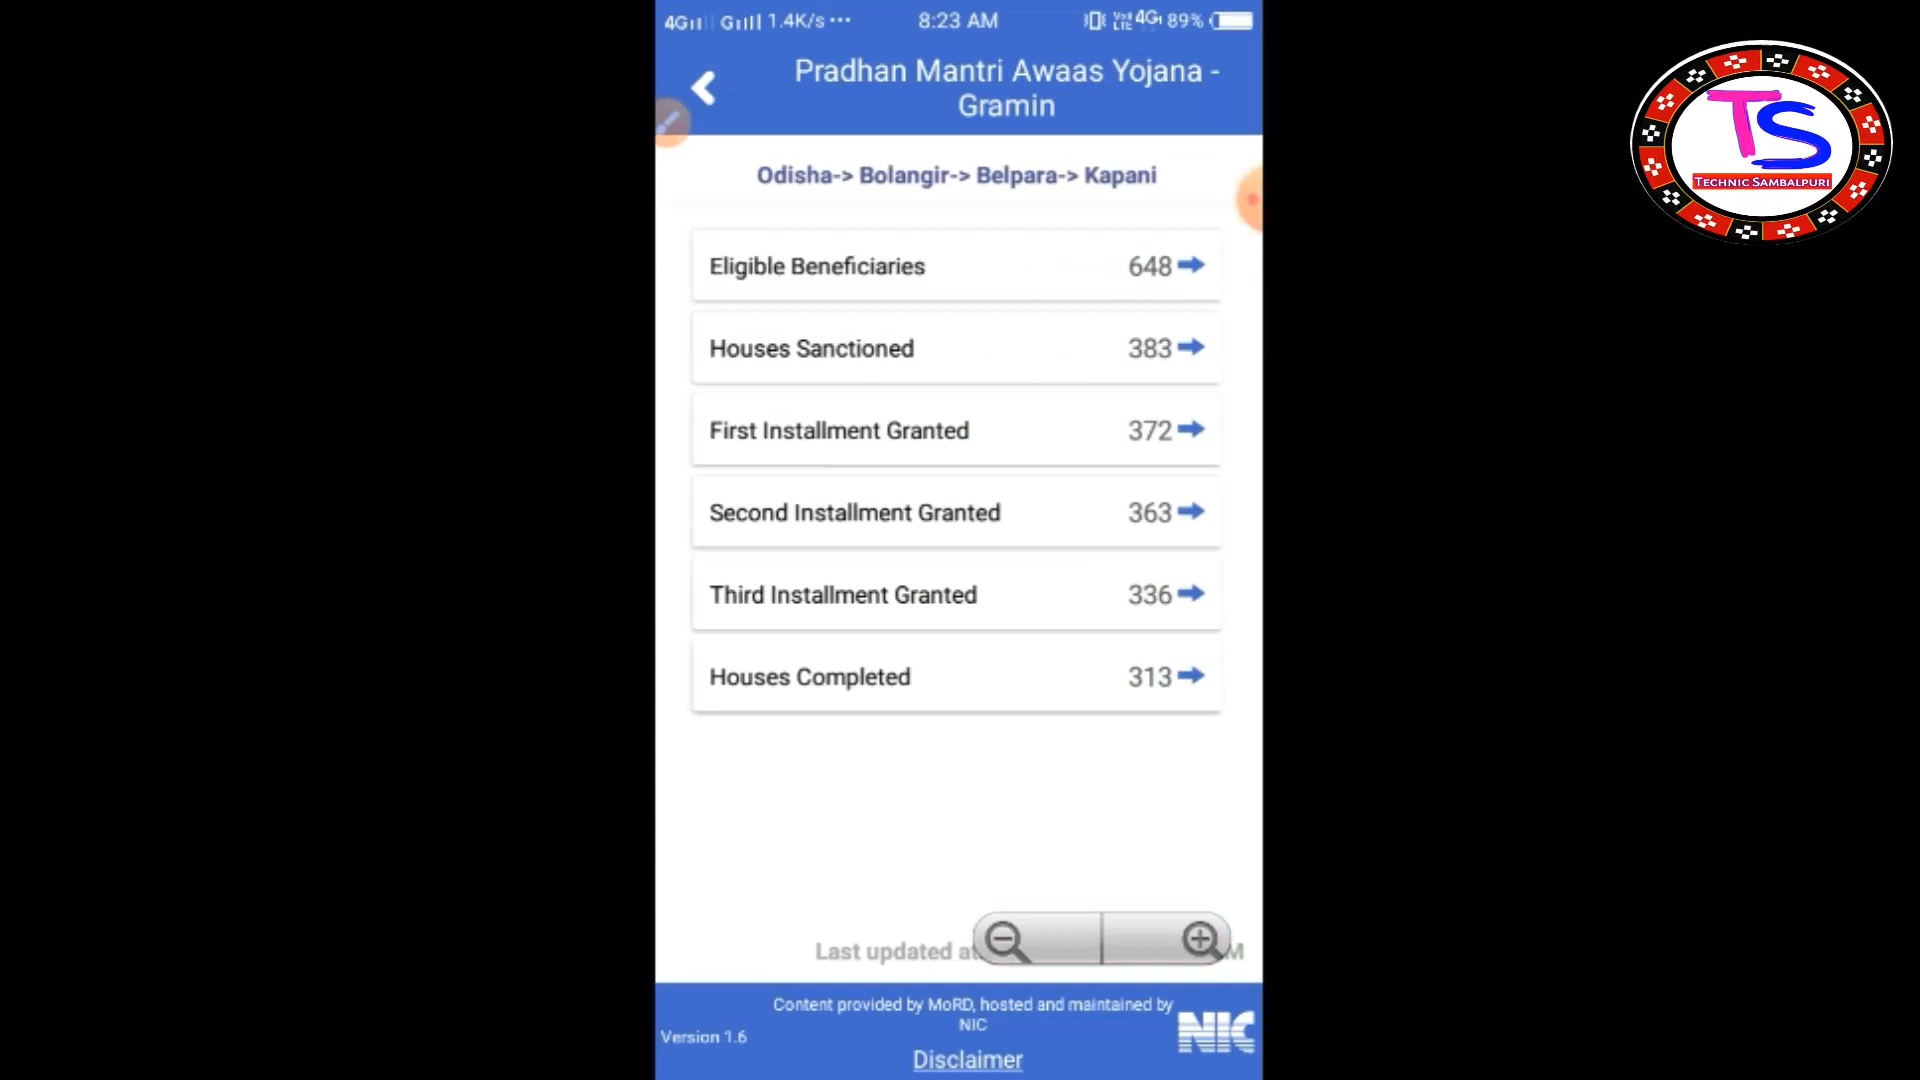 4G G 1.4K/s ... 8:23 AM 4G 89%
Pradhan Mantri Awaas Yojana -
Gramin
TS
TECHNIC SAMBALPURI
Odisha-> Bolangir-> Belpara-> Kapani
Eligible Beneficiaries 648
Houses Sanctioned 383
First Installment Granted 372
Second Installment Granted 363
Third Installment Granted 336
Houses Completed 313
Last updated at M
Content provided by MoRD, hosted and maintained by
NIC
NIC
Version 1.6
Disclaimer